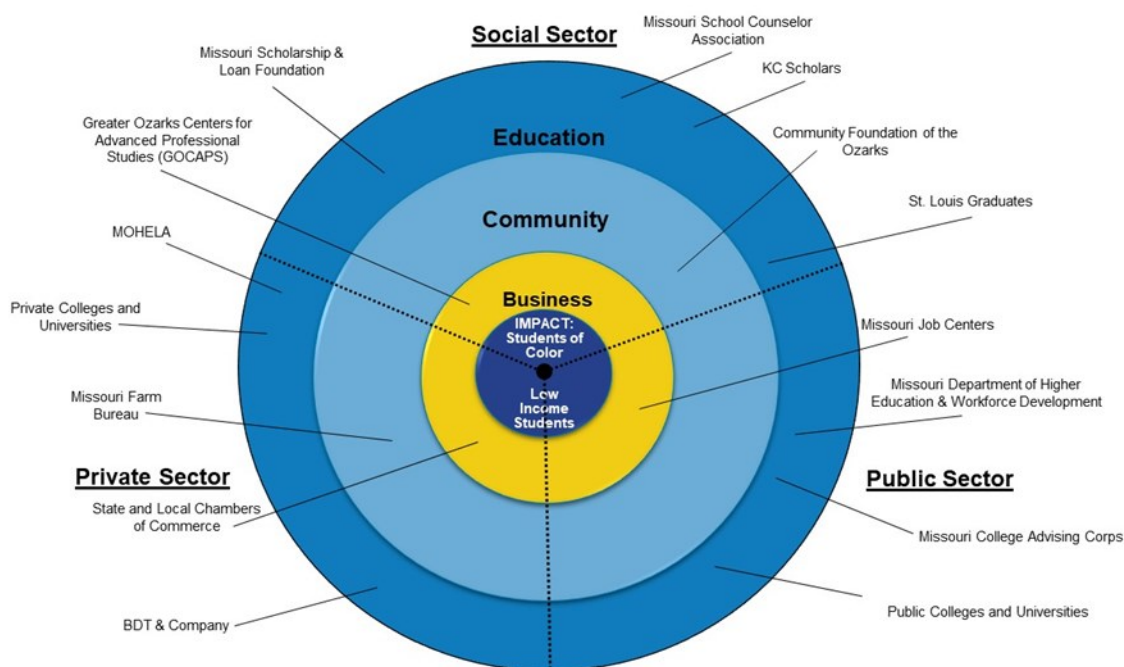 Social Sector
Missouri School Counselor
Association
Missouri Scholarship &
Loan Foundation
KC Scholars
Greater Ozarks Centers for
Advanced Professional
Studies (GOCAPS)
Education
Community Foundation of the
Ozarks
St. Louis Graduates
Community
MOHELA
Private Colleges and
Universities
Business
IMPACT:
Students of
Color
Missouri Job Centers
Low
Income
Students
Missouri Farm
Bureau
Missouri Department of Higher
Education & Workforce Development
Private Sector
Public Sector
State and Local Chambers
of Commerce
Missouri College Advising Corps
BDT & Company
Public Colleges and Universities